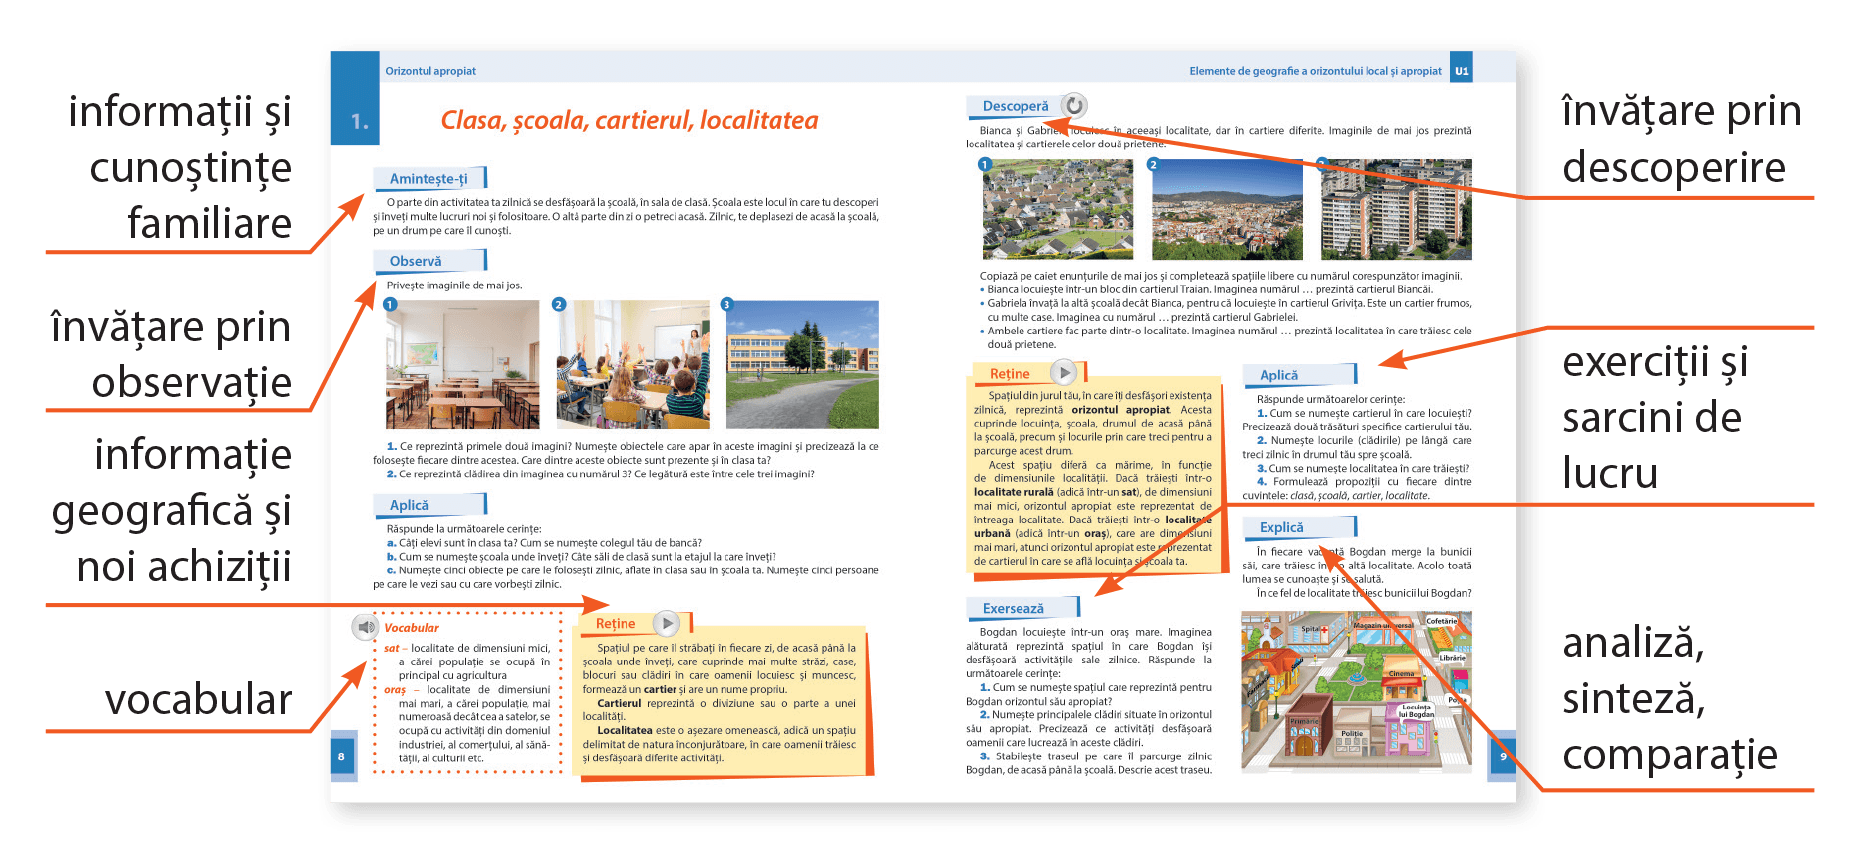 informații și
cunoștințe
familiare
învățare prin
observație
informație
geografică și
noi achiziții
vocabular
Orizontul apropiat
1.
Clasa, școala, cartierul, localitatea
Amintește-ți
O parte din activitatea ta zilnică se desfășoară la școală, în sala de clasă. Școala este locul în care tu descoperi
și înveți multe lucruri noi și folositoare. O altă parte din zi o petreci acasă. Zilnic, te deplasezi de acasă la școală,
pe un drum pe care îl cunoști.
Observă
Privește imaginile de mai jos.
1
2
3
1. Ce reprezintă primele două imagini? Numește obiectele care apar în aceste imagini și precizează la ce
folosește fiecare dintre acestea. Care dintre aceste obiecte sunt prezente și în clasa ta?
2. Ce reprezintă clădirea din imaginea cu numărul 3? Ce legătură este între cele trei imagini?
Aplică
Răspunde la următoarele cerințe:
a. Câți elevi sunt în clasa ta? Cum se numește colegul tău de bancă?
b. Cum se numește școala unde înveți? Câte săli de clasă sunt la etajul la care înveți?
c. Numește cinci obiecte pe care le folosești zilnic, aflate în clasa sau în școala ta. Numește cinci persoane
pe care le vezi sau cu care vorbești zilnic.
Vocabular
sat – localitate de dimensiuni mici,
a cărei populație se ocupă în
principal cu agricultura
oraș – localitate de dimensiuni
mai mari, a cărei populație, mai
numeroasă decât cea a satelor, se
ocupă cu activități din domeniul
industriei, al comerțului, al sănă-
tății, al culturii etc.
8
Reține
Spațiul pe care îl străbați în fiecare zi, de acasă până la
școala unde înveți, care cuprinde mai multe străzi, case,
blocuri sau clădiri în care oamenii locuiesc și muncesc,
formează un cartier și are un nume propriu.
Cartierul reprezintă o diviziune sau o parte a unei
localități.
Localitatea este o așezare omenească, adică un spațiu
delimitat de natura înconjurătoare, în care oamenii trăiesc
și desfășoară diferite activități.
Elemente de geografie a orizontului local și apropiat U1
Descoperă
Bianca și Gabriela locuiesc în aceeași localitate, dar în cartiere diferite. Imaginile de mai jos prezintă
localitatea și cartierele celor două prietene.
1
2
3
Copiază pe caiet enunțurile de mai jos și completează spațiile libere cu numărul corespunzător imaginii.
• Bianca locuiește într-un bloc din cartierul Traian. Imaginea numărul … prezintă cartierul Biancăi.
• Gabriela învață la altă școală decât Bianca, pentru că locuiește în cartierul Grivița. Este un cartier frumos,
cu multe case. Imaginea cu numărul … prezintă cartierul Gabrielei.
• Ambele cartiere fac parte dintr-o localitate. Imaginea numărul … prezintă localitatea în care trăiesc cele
două prietene.
Reține
Spațiul din jurul tău, în care îți desfășori existența
zilnică, reprezintă orizontul apropiat. Acesta
cuprinde locuința, școala, drumul de acasă până
la școală, precum și locurile prin care treci pentru a
parcurge acest drum.
Acest spațiu diferă ca mărime, în funcție
de dimensiunile localității. Dacă trăiești într-o
localitate rurală (adică într-un sat), de dimensiuni
mai mici, orizontul apropiat este reprezentat de
întreaga localitate. Dacă trăiești într-o localitate
urbană (adică într-un oraș), care are dimensiuni
mai mari, atunci orizontul apropiat este reprezentat
de cartierul în care se află locuința și școala ta.
Exersează
Bogdan locuiește într-un oraș mare. Imaginea
alăturată reprezintă spațiul în care Bogdan își
desfășoară activitățile sale zilnice. Răspunde la
următoarele cerințe:
1. Cum se numește spațiul care reprezintă pentru
Bogdan orizontul său apropiat?
2. Numește principalele clădiri situate în orizontul
său apropiat. Precizează ce activități desfășoară
oamenii care lucrează în aceste clădiri.
3. Stabilește traseul pe care îl parcurge zilnic
Bogdan, de acasă până la școală. Descrie acest traseu.
Aplică
Răspunde următoarelor cerințe:
1. Cum se numește cartierul în care locuiești?
Precizează două trăsături specifice cartierului tău.
2. Numește locurile (clădirile) pe lângă care
treci zilnic în drumul tău spre școală.
3. Cum se numește localitatea în care trăiești?
4. Formulează propoziții cu fiecare dintre
cuvintele: clasă, școală, cartier, localitate.
Explică
În fiecare vacanță Bogdan merge la bunicii
săi, care trăiesc într-o altă localitate. Acolo toată
lumea se cunoaște și se salută.
În ce fel de localitate trăiesc bunicii lui Bogdan?
Spital
Magazin universal
Cofetărie
Librărie
Cinema
Locuința
lui Bogdan
Primărie
Poliție
9
învățare prin
descoperire
exerciții și
sarcini de
lucru
analiză,
sinteză,
comparație